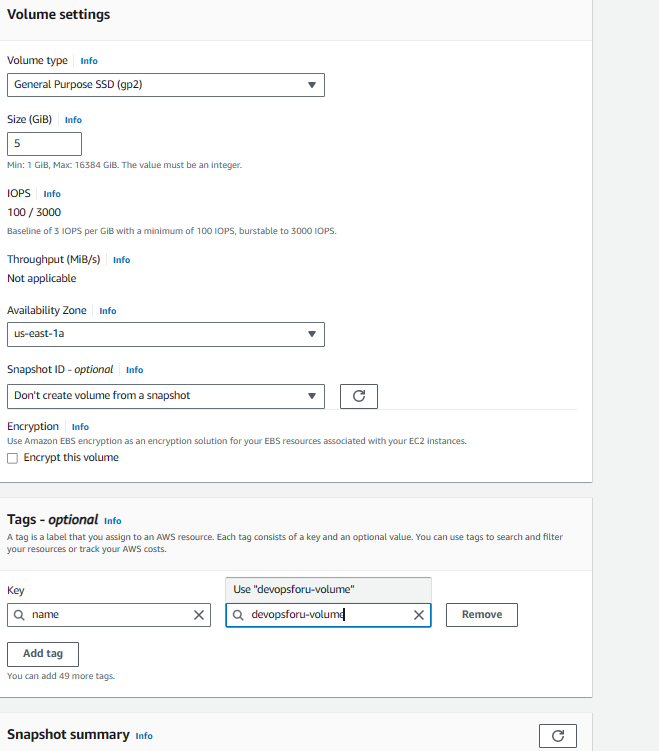 Volume settings
Volume type Info
General Purpose SSD (gp2)
Size (GiB) Info
5
Min: 1 GiB, Max: 16384 GiB. The value must be an integer.
IOPS Info
100 / 3000
Baseline of 3 IOPS per GiB with a minimum of 100 IOPS, burstable to 3000 IOPS.
Throughput (MiB/s) Info
Not applicable
Availability Zone Info
us-east-1a
Snapshot ID - optional Info
Don't create volume from a snapshot
Encryption Info
Use Amazon EBS encryption as an encryption solution for your EBS resources associated with your EC2 instances.
Encrypt this volume
Tags - optional Info
A tag is a label that you assign to an AWS resource. Each tag consists of a key and an optional value. You can use tags to search and filter
your resources or track your AWS costs.
Key Use "devopsforu-volume"
name devopsforu-volume Remove
Add tag
You can add 49 more tags.
Snapshot summary Info